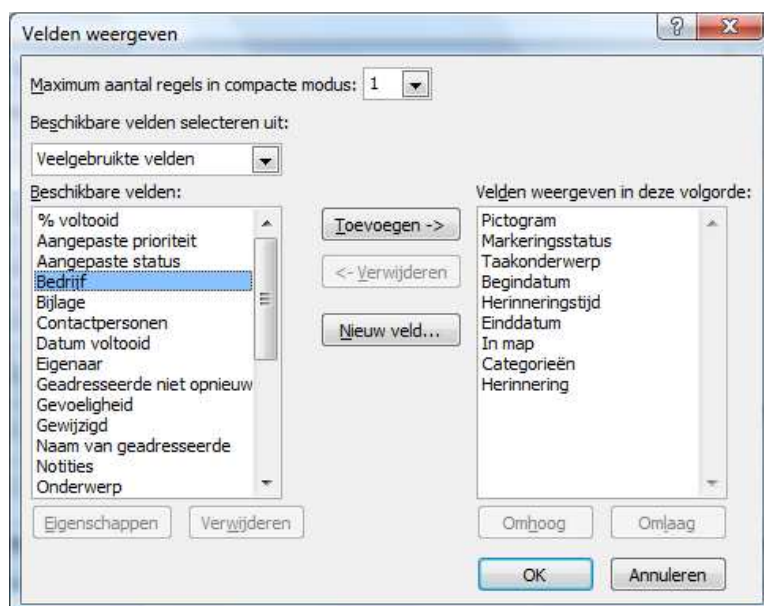 Velden weergeven
Maximum aantal regels in compacte modus: 1
Beschikbare velden selecteren uit:
Veelgebruikte velden
Beschikbare velden:
% voltooid
Aangepaste prioriteit
Aangepaste status
Bedrijf
Bijlage
Contactpersonen
Datum voltooid
Eigenaar
Geadresseerde niet opnieuw
Gevoeligheid
Gewijzigd
Naam van geadresseerde
Notities
Onderwerp
Eigenschappen
Verwijderen
Toevoegen ->
<- Verwijderen
Nieuw veld...
Velden weergeven in deze volgorde:
Pictogram
Markeringsstatus
Taakonderwerp
Begindatum
Herinneringstijd
Einddatum
In map
Categorieën
Herinnering
Omhoog
Omlaag
OK
Annuleren